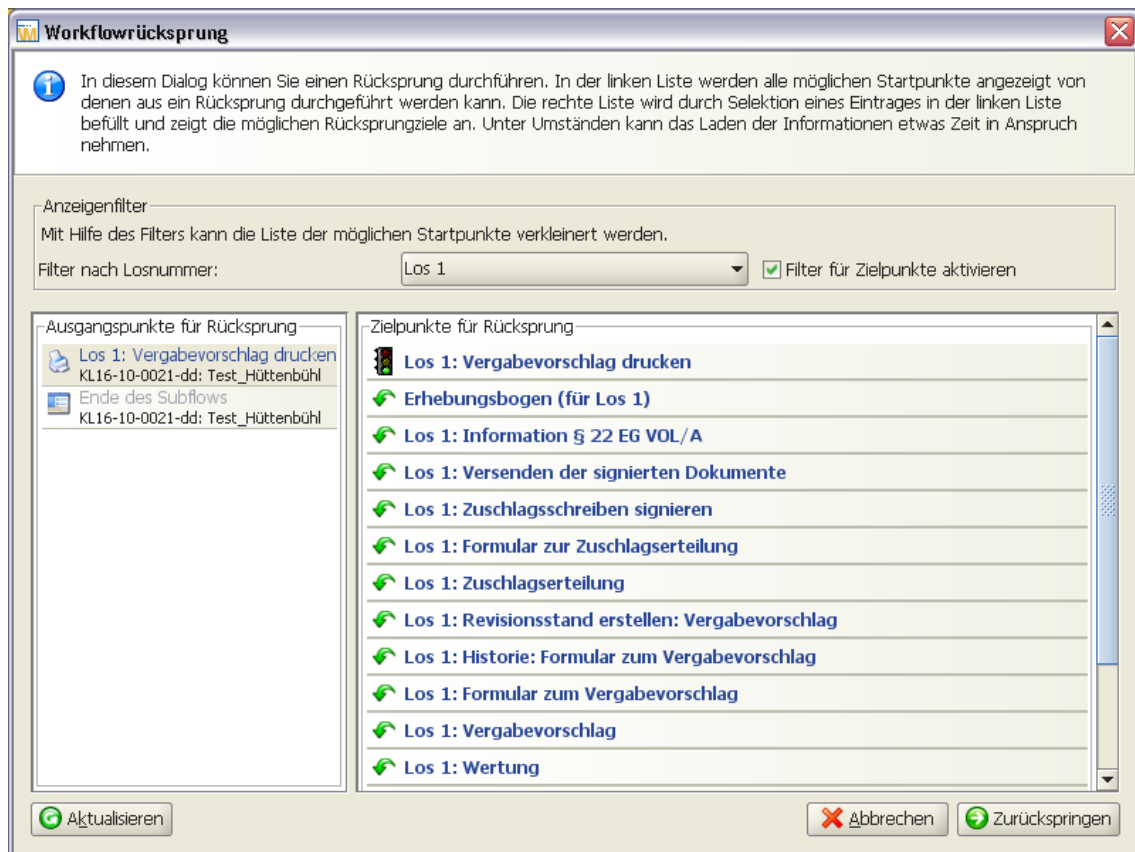 Workflowrücksprung
In diesem Dialog können Sie einen Rücksprung durchführen. In der linken Liste werden alle möglichen Startpunkte angezeigt von
denen aus ein Rücksprung durchgeführt werden kann. Die rechte Liste wird durch Selektion eines Eintrages in der linken Liste
befüllt und zeigt die möglichen Rücksprungziele an. Unter Umständen kann das Laden der Informationen etwas Zeit in Anspruch
nehmen.
Anzeigenfilter
Mit Hilfe des Filters kann die Liste der möglichen Startpunkte verkleinert werden.
Filter nach Losnummer:
Los 1
Filter für Zielpunkte aktivieren
Ausgangspunkte für Rücksprung
Los 1: Vergabevorschlag drucken
KL16-10-0021-dd: Test_Hüttenbühl
Ende des Subflows
KL16-10-0021-dd: Test_Hüttenbühl
Zielpunkte für Rücksprung
Los 1: Vergabevorschlag drucken
Erhebungsbogen (für Los 1)
Los 1: Information § 22 EG VOL/A
Los 1: Versenden der signierten Dokumente
Los 1: Zuschlagsschreiben signieren
Los 1: Formular zur Zuschlagserteilung
Los 1: Zuschlagserteilung
Los 1: Revisionsstand erstellen: Vergabevorschlag
Los 1: Historie: Formular zum Vergabevorschlag
Los 1: Formular zum Vergabevorschlag
Los 1: Vergabevorschlag
Los 1: Wertung
Aktualisieren
Abbrechen
Zurückspringen